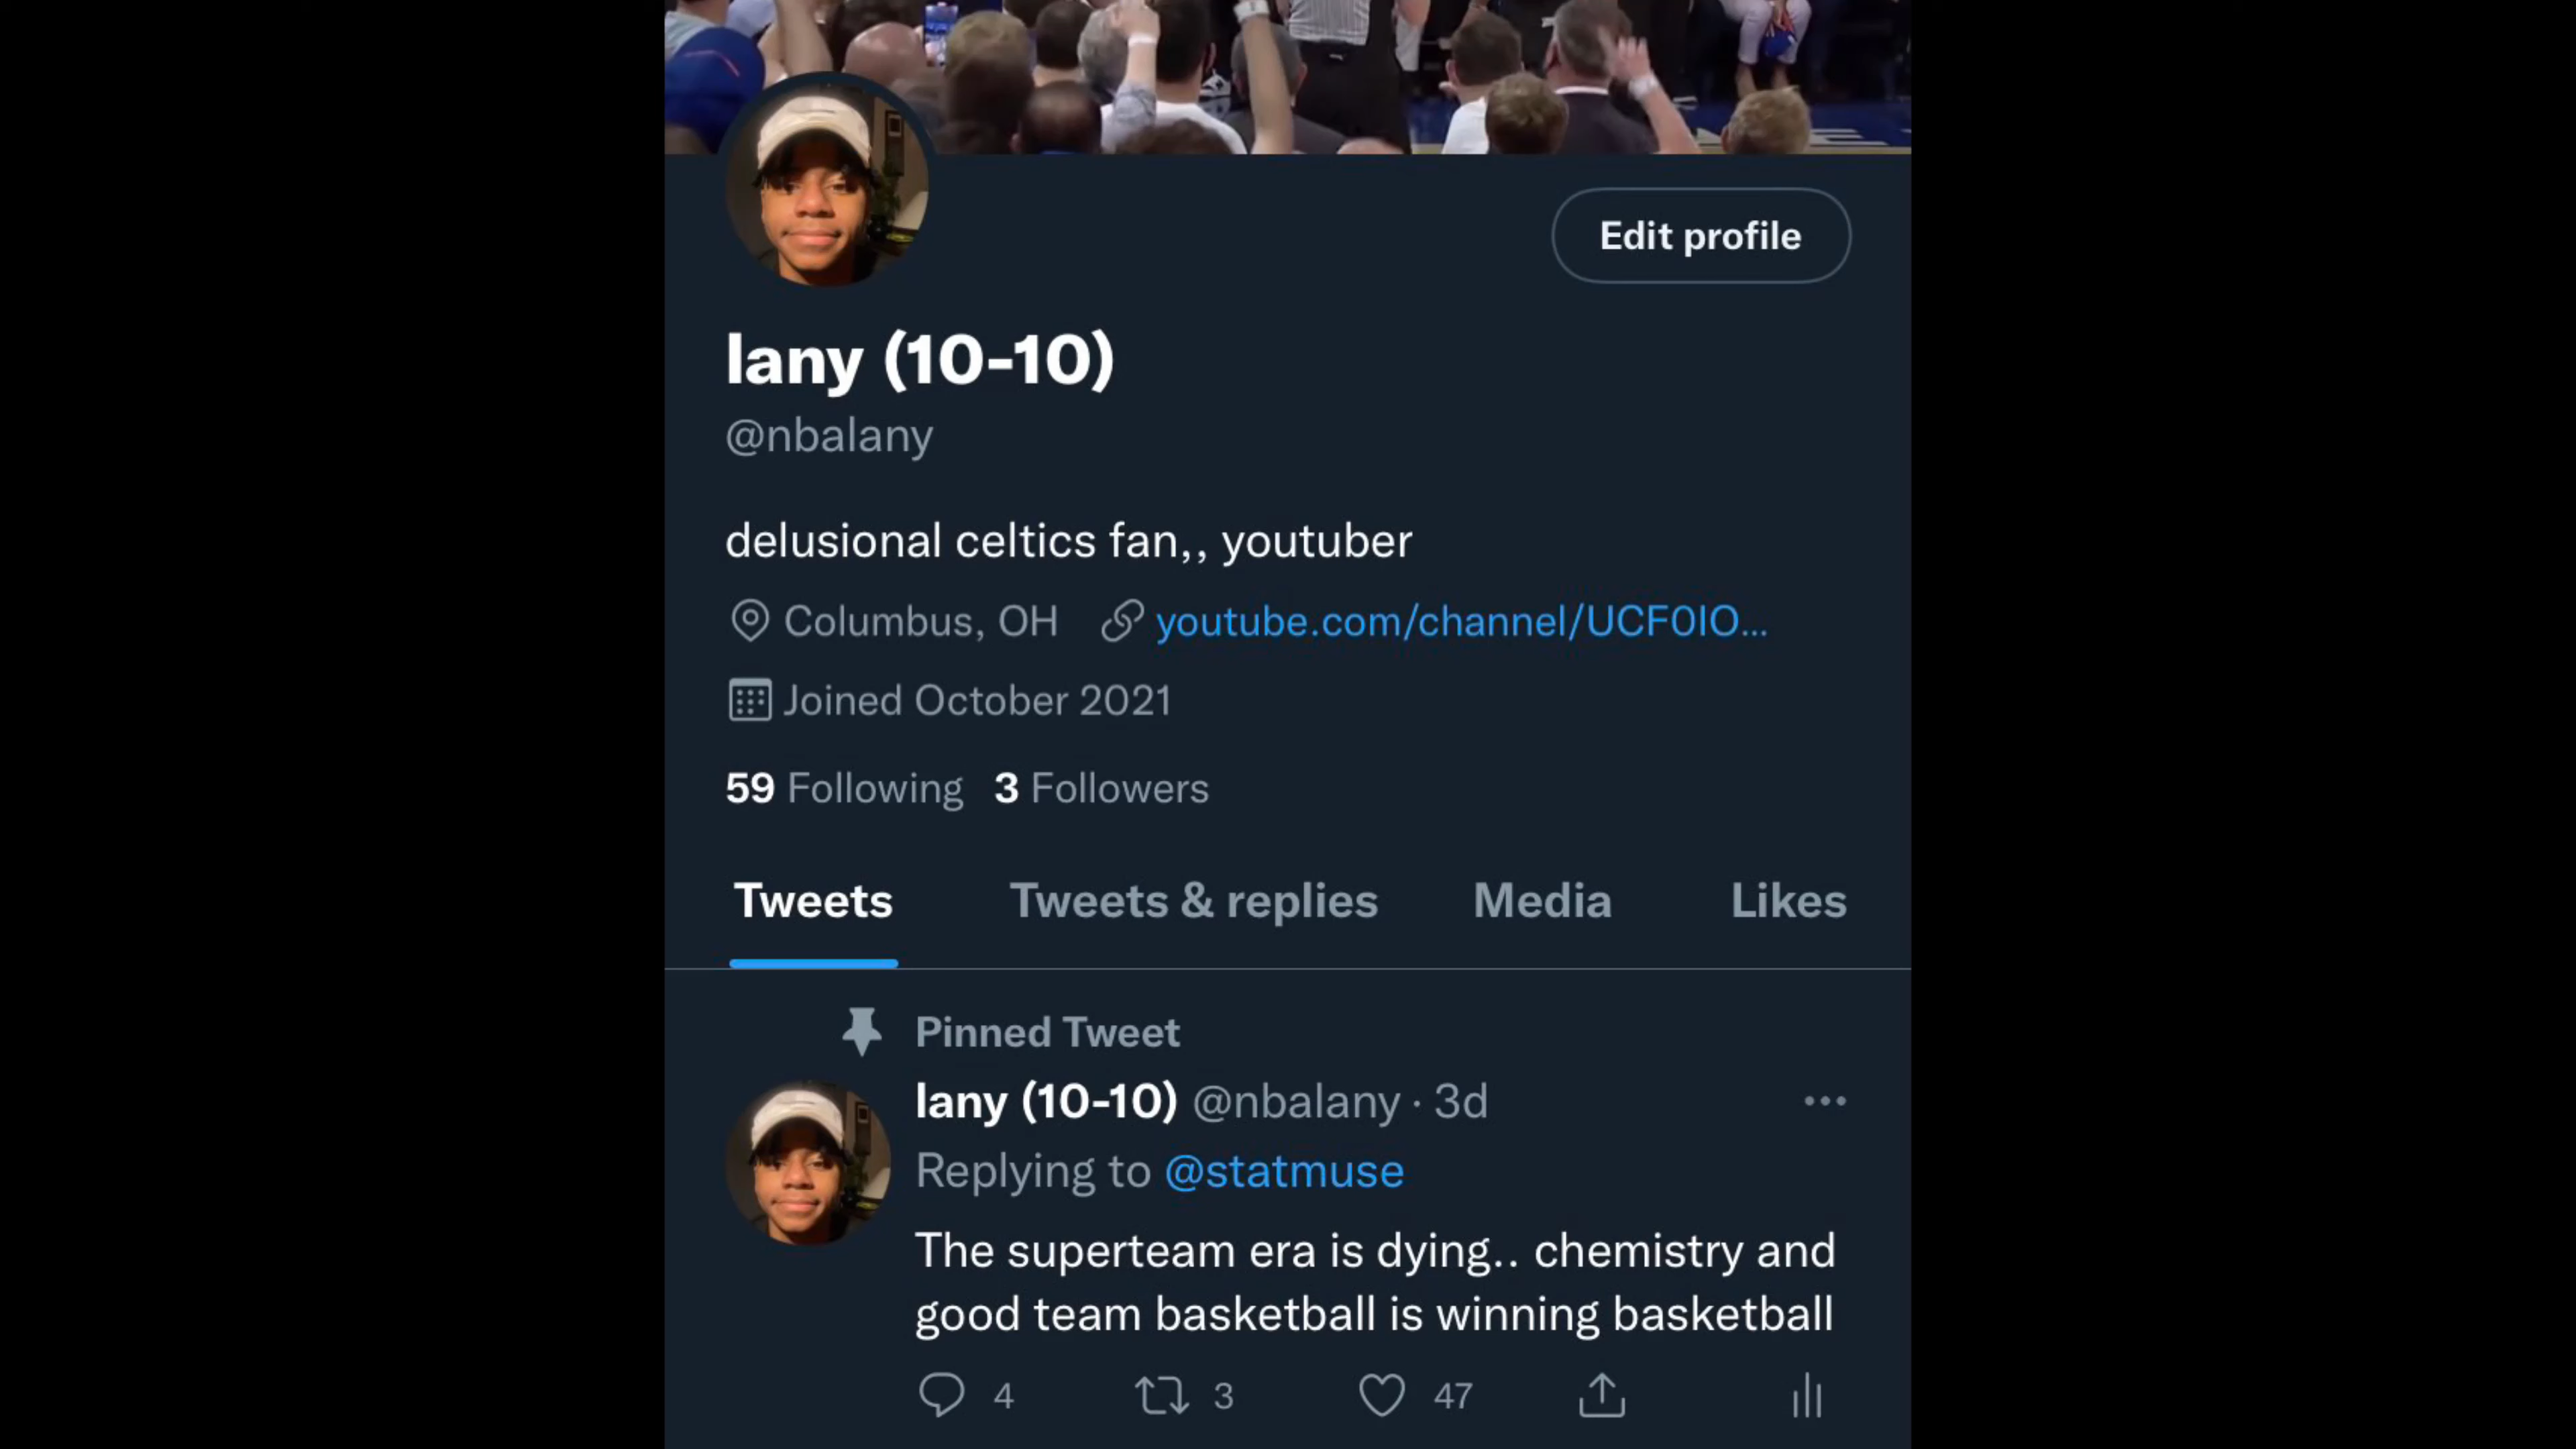 Edit profile
lany (10-10)
@nbalany
delusional celtics fan,, youtuber
Columbus, OH youtube.com/channel/UCF0IO...
Joined October 2021
59 Following 3 Followers
Tweets Tweets & replies Media Likes
Pinned Tweet
lany (10-10) @nbalany · 3d
Replying to @statmuse
The superteam era is dying.. chemistry and
good team basketball is winning basketball
4 3 47